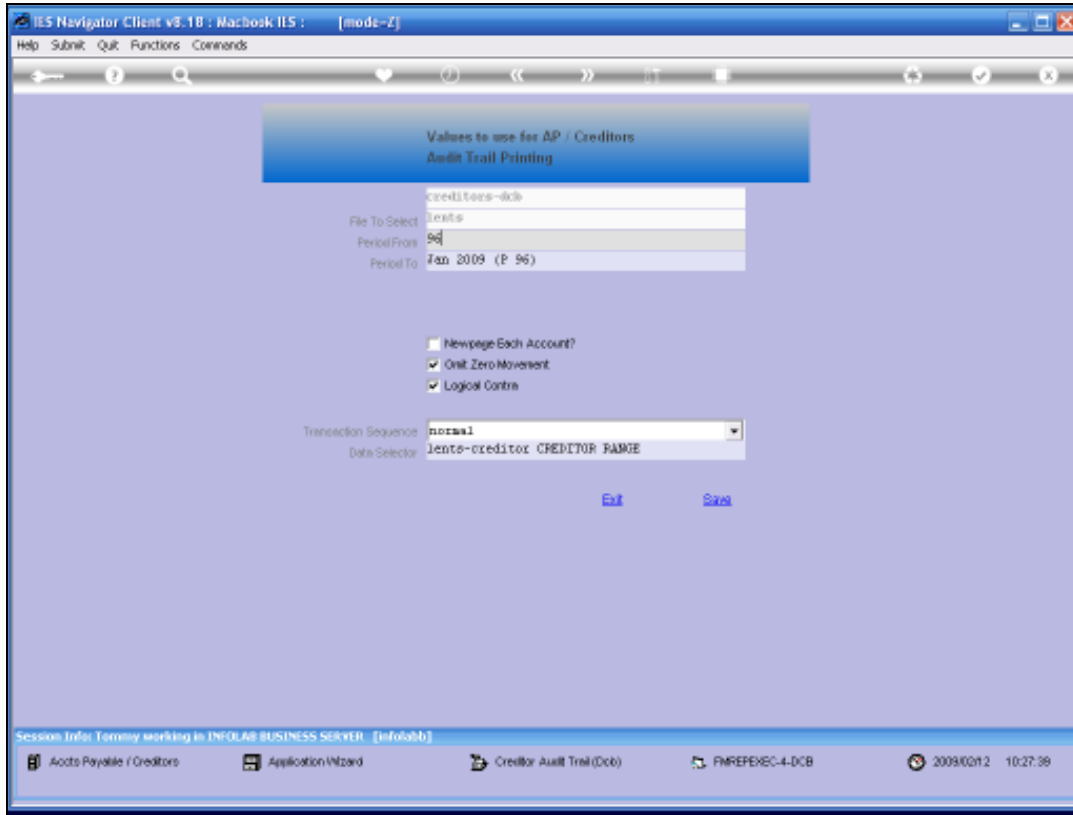 IES Navigator Client v8.18 : Macbook IES : [mode-Z]
Help Submit Quit Functions Commands
Values to use for AP / Creditors
Audit Trail Printing
creditors-dcb
File To Select lents
Period From 96
Period To Jan 2009 (P 96)
Newpage Each Account?
Omit Zero Movement
Logical Contra
Transaction Sequence normal
Data Selector lents-creditor CREDITOR RANGE
Exit Save
Session Info: Tommy working in INFOLAB BUSINESS SERVER [infolabb]
Accts Payable / Creditors Application Wizard Creditor Audit Trail (Dcb) FMREPEXEC-4-DCB 2009/02/12 10:27:39